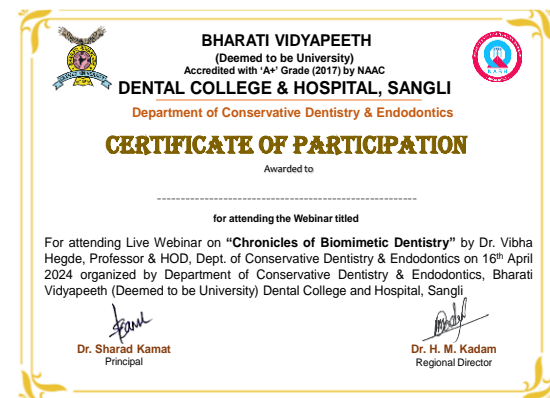 BHARATI VIDYAPEETH
(Deemed to be University)
Accredited with ‘A+’ Grade (2017) by NAAC
DENTAL COLLEGE & HOSPITAL, SANGLI
Department of Conservative Dentistry & Endodontics
CERTIFICATE OF PARTICIPATION
Awarded to
------------------------------------------------------
for attending the Webinar titled
For attending Live Webinar on “Chronicles of Biomimetic Dentistry” by Dr. Vibha
Hegde, Professor & HOD, Dept. of Conservative Dentistry & Endodontics on 16th April
2024 organized by Department of Conservative Dentistry & Endodontics, Bharati
Vidyapeeth (Deemed to be University) Dental College and Hospital, Sangli
Dr. Sharad Kamat
Principal
Dr. H. M. Kadam
Regional Director